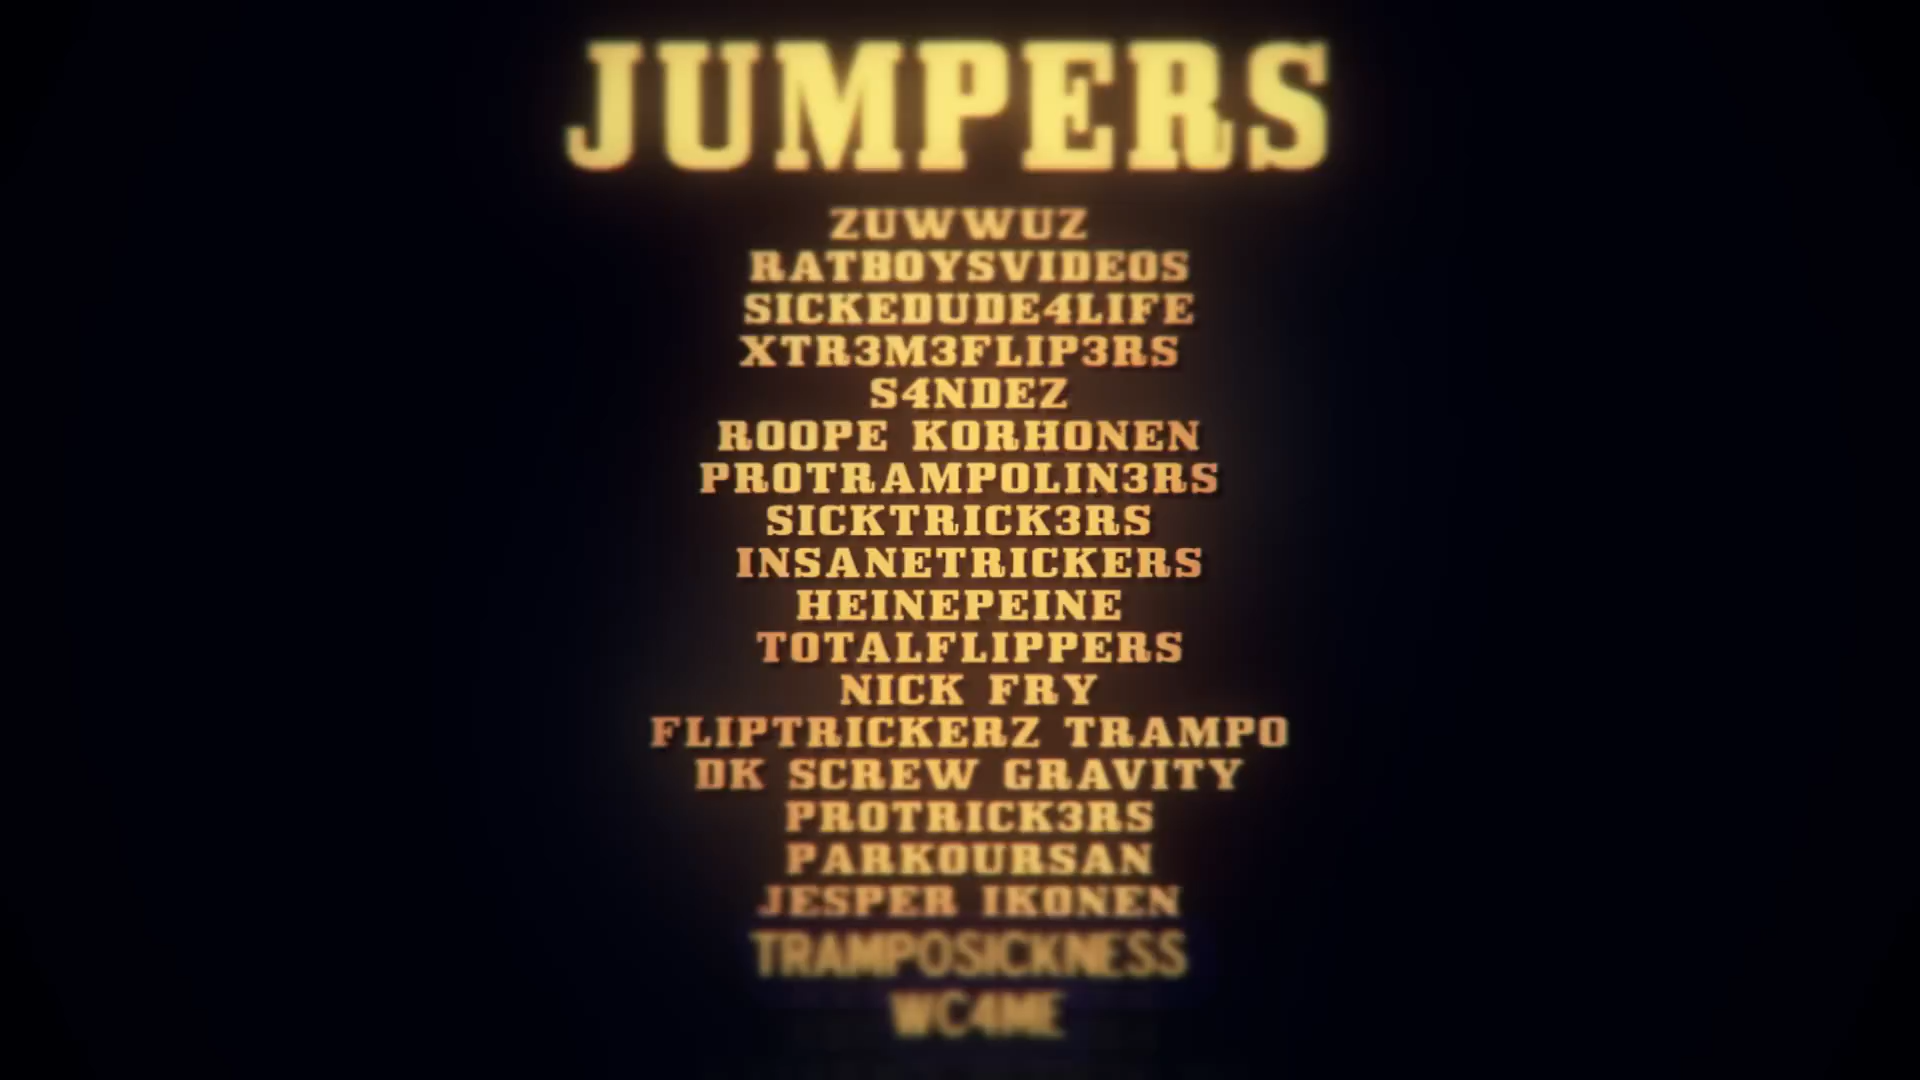 JUMPERS
ZUWWUZ
RATBOYSVIDEOS
SICKEDUDE4LIFE
XTR3M3FLIP3RS
S4NDEZ
ROOPE KORHONEN
PROTRAMPOLIN3RS
SICKTRICK3RS
INSANETRICKERS
HEINEPEINE
TOTALFLIPPERS
NICK FRY
FLIPTRICKERZ TRAMPO
DK SCREW GRAVITY
PROTRICK3RS
PARKOURSAN
JESPER IKONEN
TRAMPOSICKNESS
WC4ME